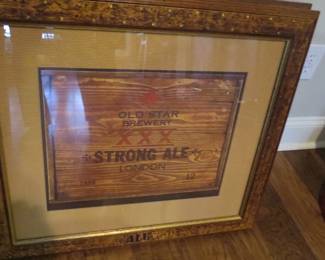 OLD STAR
BREWERY
XXX
STRONG ALE
LONDON